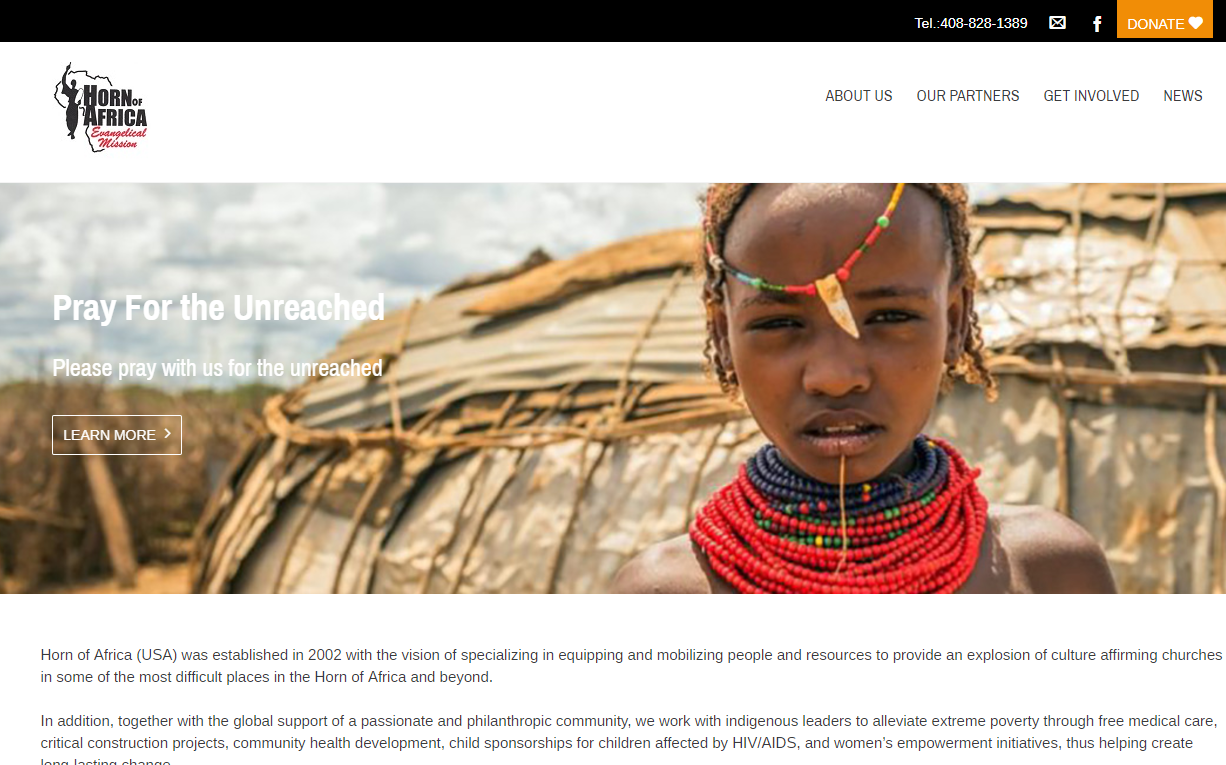 Tel.:408-828-1389
DONATE
HORN OF
AFRICA
Evangelical
Mission
ABOUT US OUR PARTNERS GET INVOLVED NEWS
Pray For the Unreached
Please pray with us for the unreached
LEARN MORE
Horn of Africa (USA) was established in 2002 with the vision of specializing in equipping and mobilizing people and resources to provide an explosion of culture affirming churches
in some of the most difficult places in the Horn of Africa and beyond.
In addition, together with the global support of a passionate and philanthropic community, we work with indigenous leaders to alleviate extreme poverty through free medical care,
critical construction projects, community health development, child sponsorships for children affected by HIV/AIDS, and women’s empowerment initiatives, thus helping create
long-lasting change.